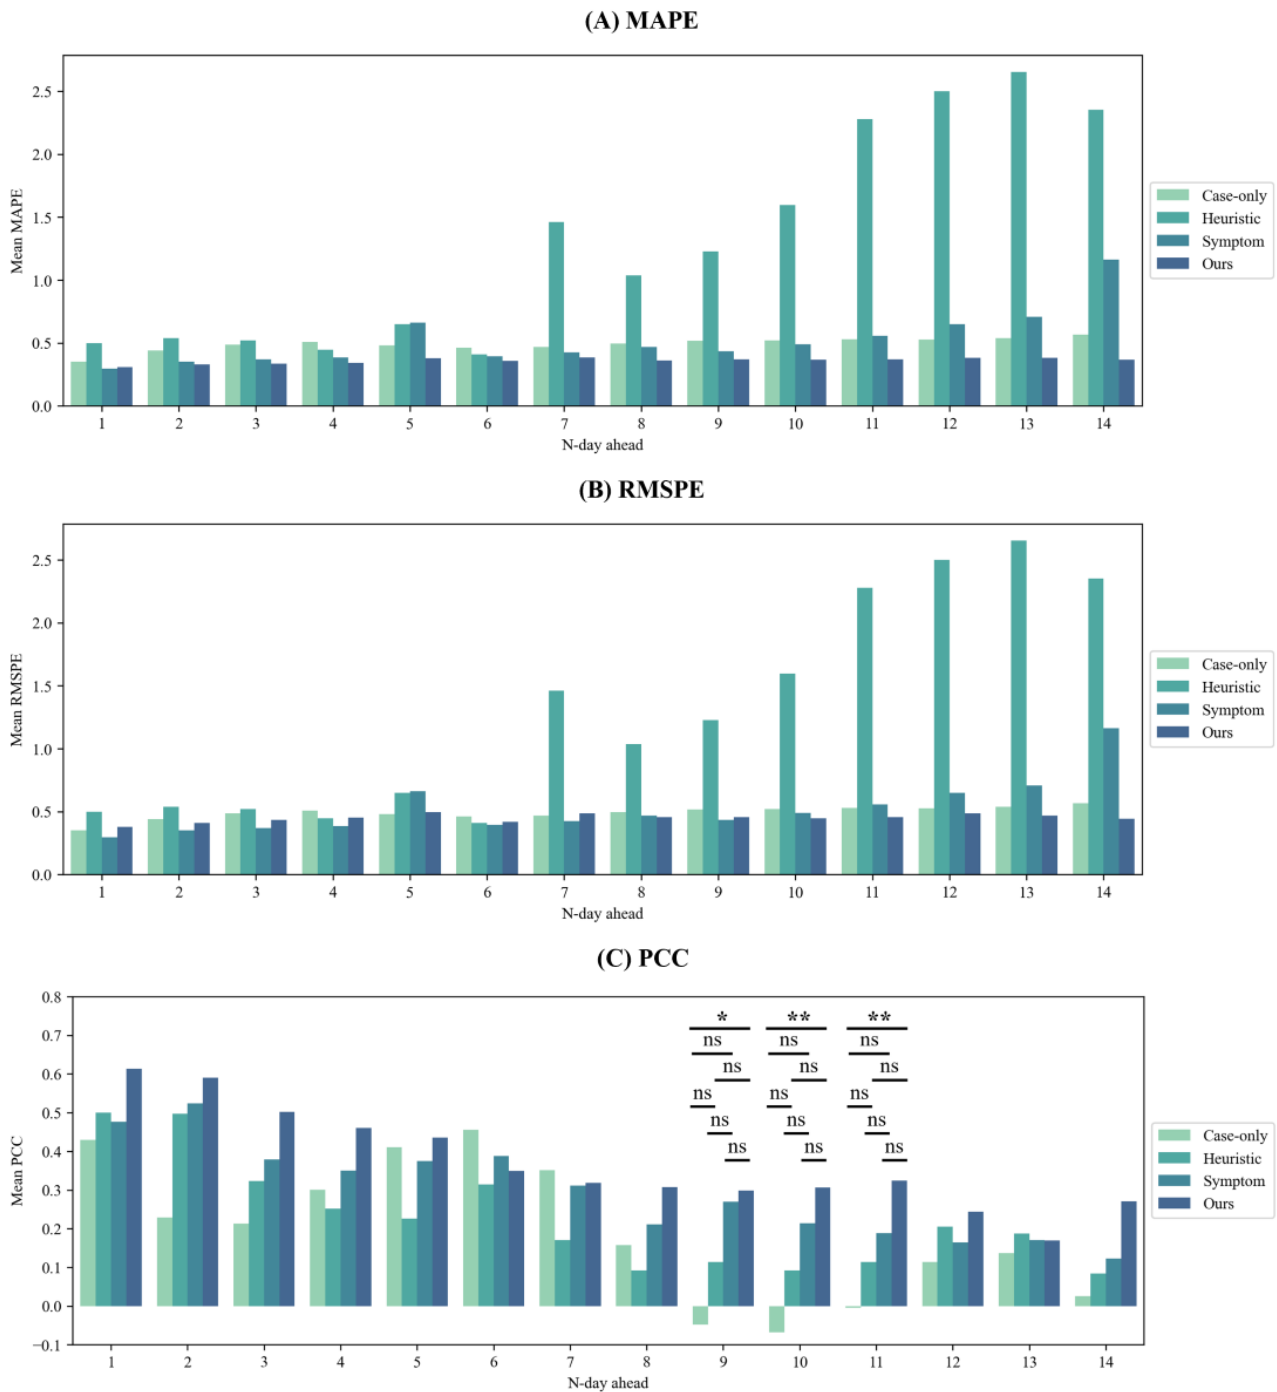 (A) MAPE
2.5
2.0
1.5
1.0
0.5
0.0
Mean MAPE
1 2 3 4 5 6 7 8 9 10 11 12 13 14
N-day ahead
Case-only
Heuristic
Symptom
Ours
(B) RMSPE
2.5
2.0
1.5
1.0
0.5
0.0
Mean RMSPE
1 2 3 4 5 6 7 8 9 10 11 12 13 14
N-day ahead
Case-only
Heuristic
Symptom
Ours
(C) PCC
0.8
0.7
0.6
0.5
0.4
0.3
0.2
0.1
0.0
−0.1
Mean PCC
* ** **
ns ns ns
ns ns ns
ns ns ns
ns ns ns
ns ns ns
1 2 3 4 5 6 7 8 9 10 11 12 13 14
N-day ahead
Case-only
Heuristic
Symptom
Ours